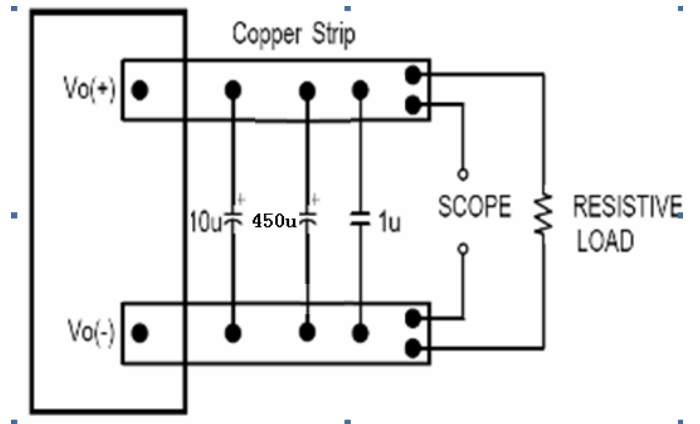 Copper Strip
Vo(+)
10u
+
450u
+
1u
SCOPE
RESISTIVE
LOAD
Vo(-)